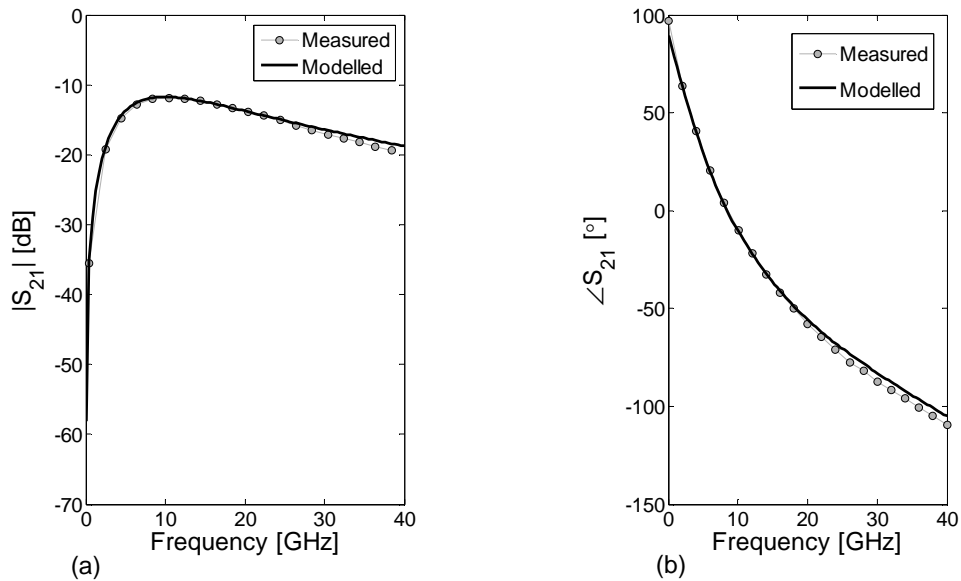 0
-10
-20
-30
-40
-50
-60
-70
|S21| [dB]
Measured
Modelled
0 10 20 30 40
Frequency [GHz]
(a)
100
50
0
-50
-100
-150
∠S21 [°]
Measured
Modelled
0 10 20 30 40
Frequency [GHz]
(b)